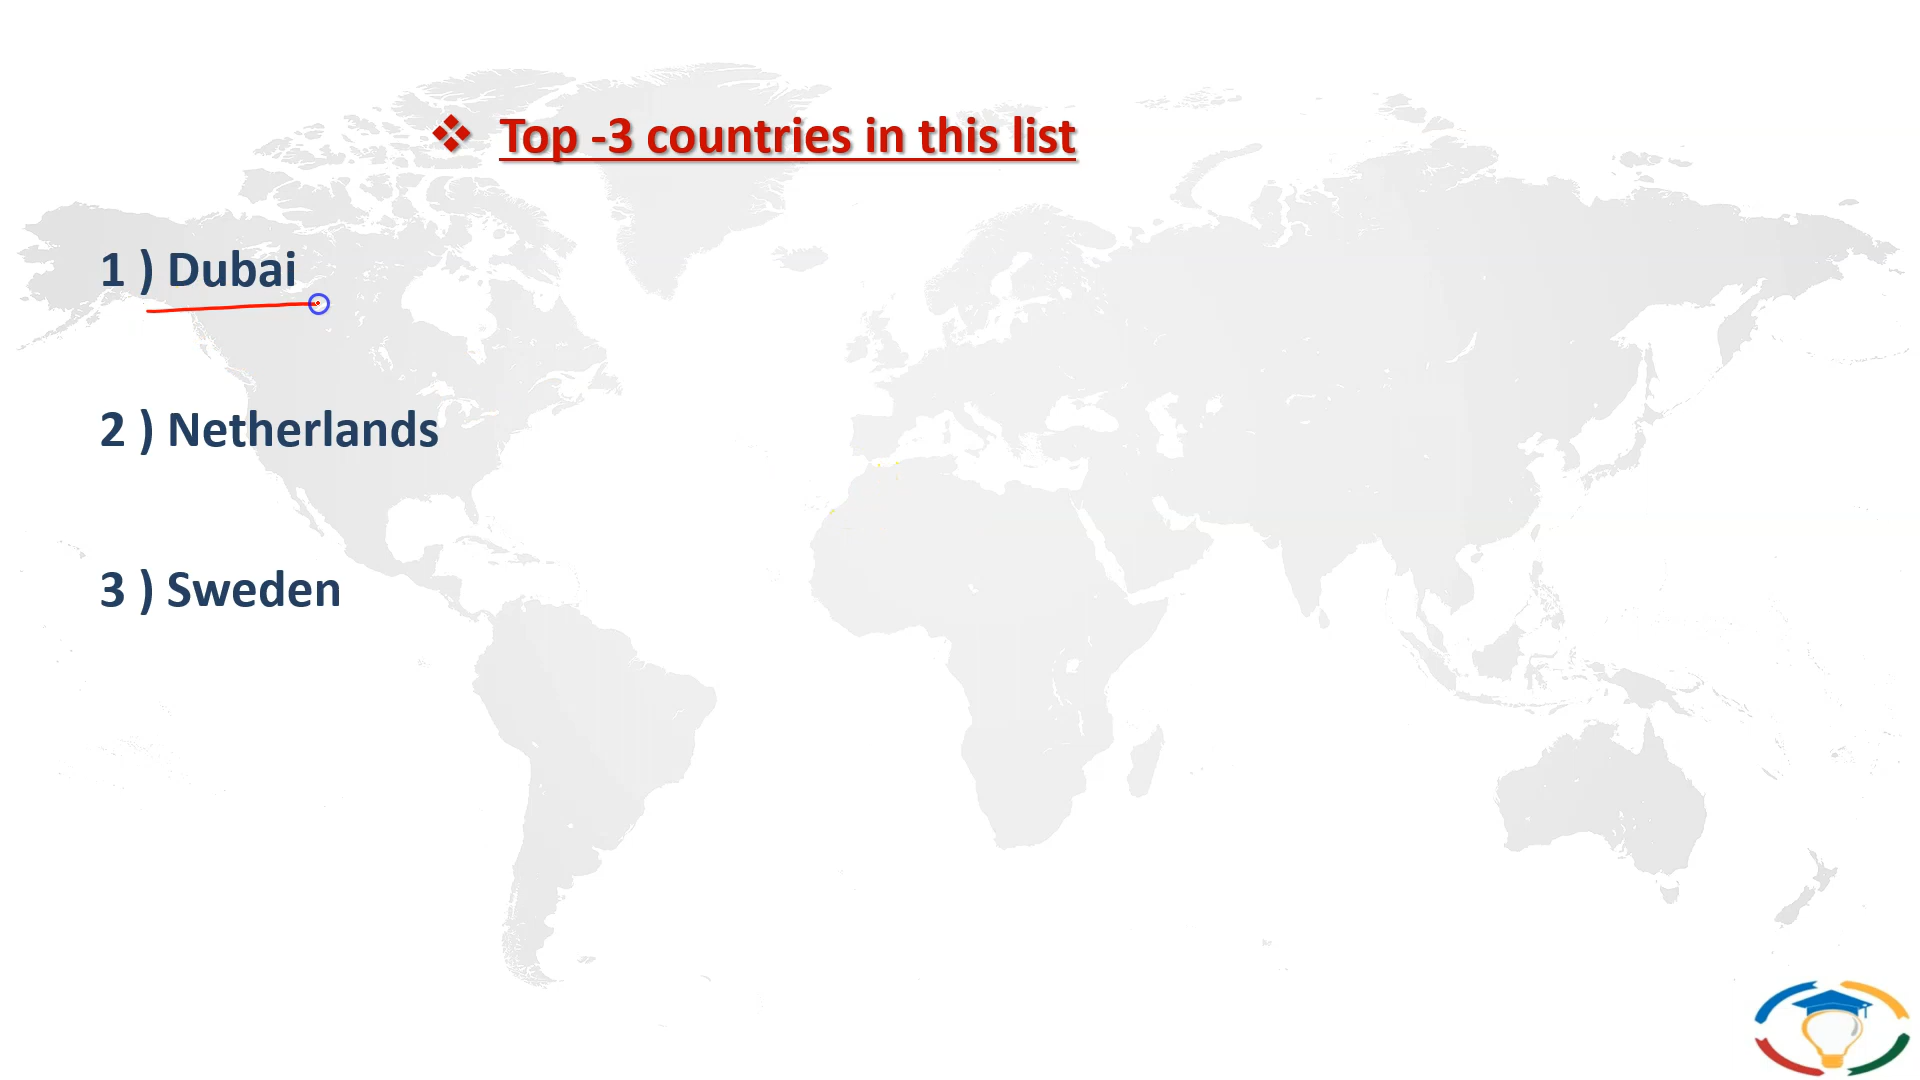 Top -3 countries in this list
1 ) Dubai
2 ) Netherlands
3 ) Sweden